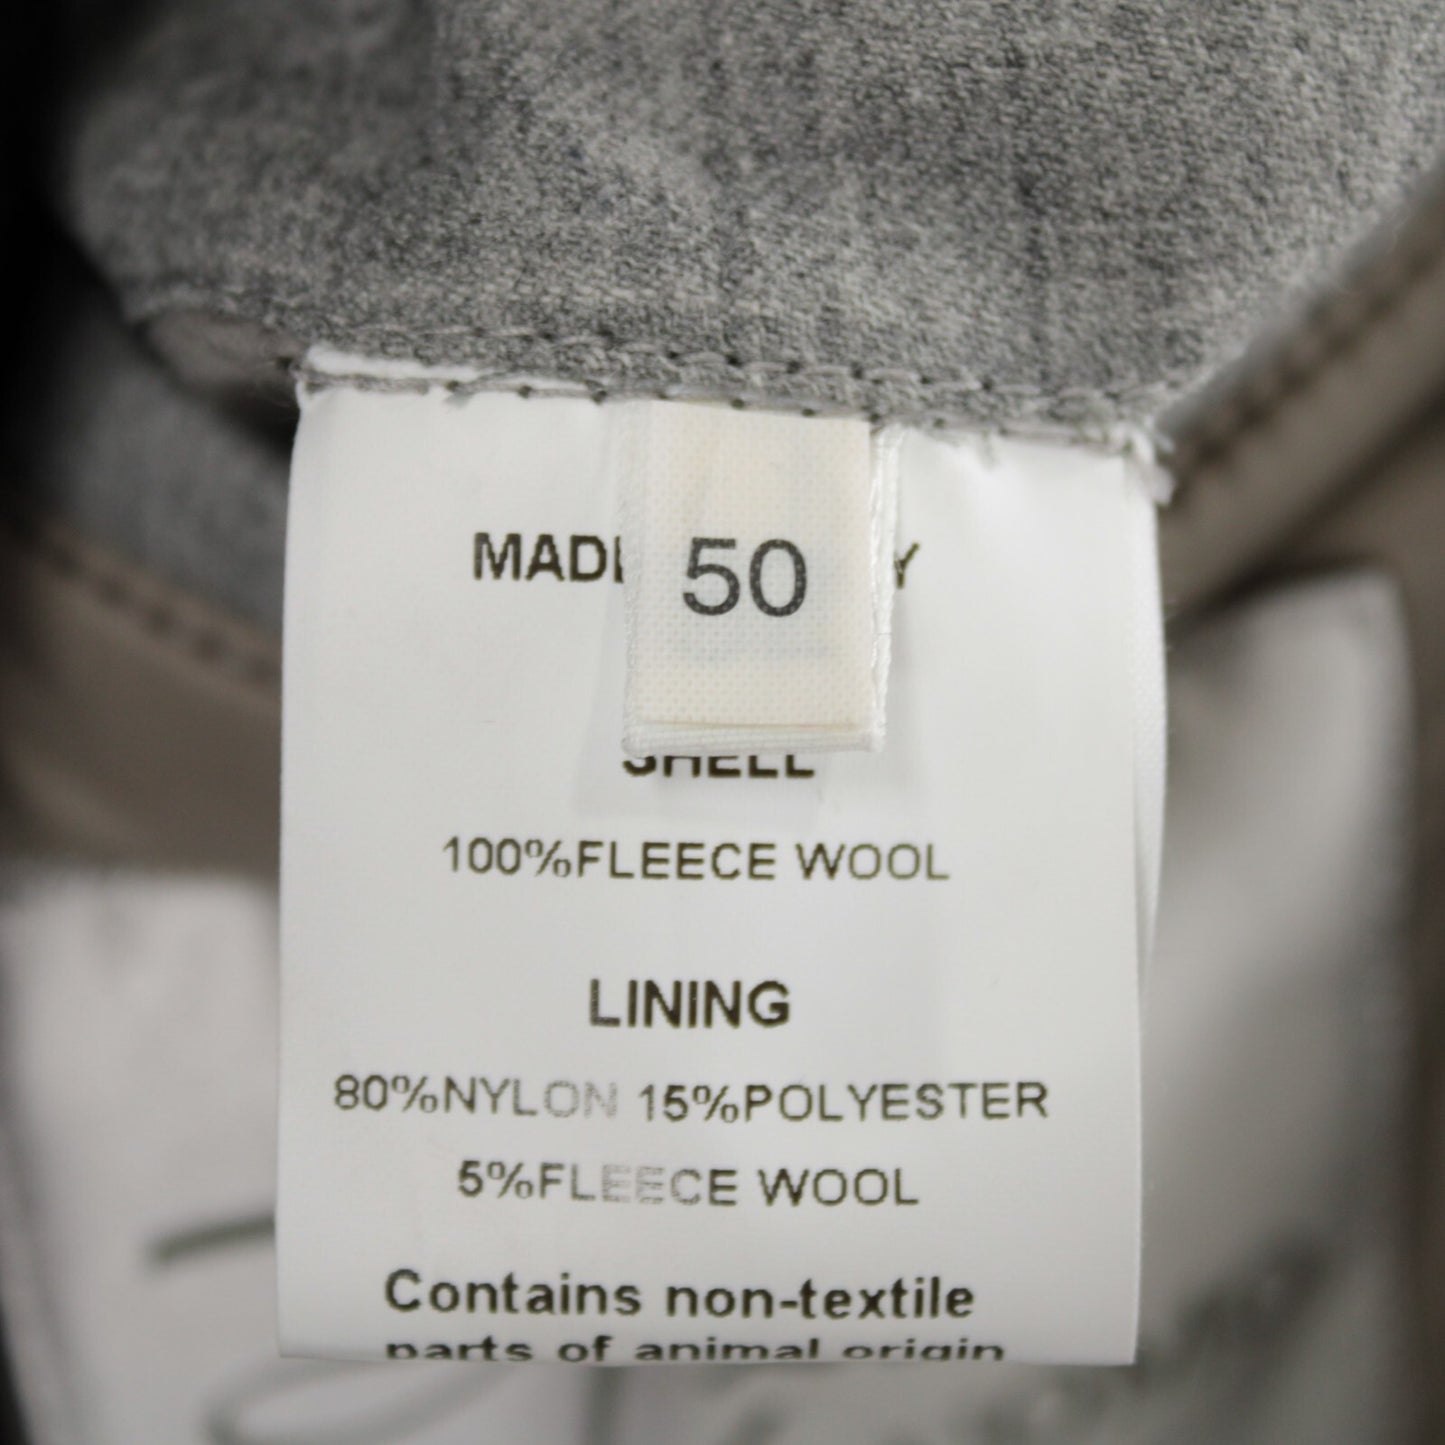 50
SHELL
100%FLEECE WOOL
LINING
80%NYLON 15%POLYESTER
5%FLEECE WOOL
Contains non-textile
parts of animal origin